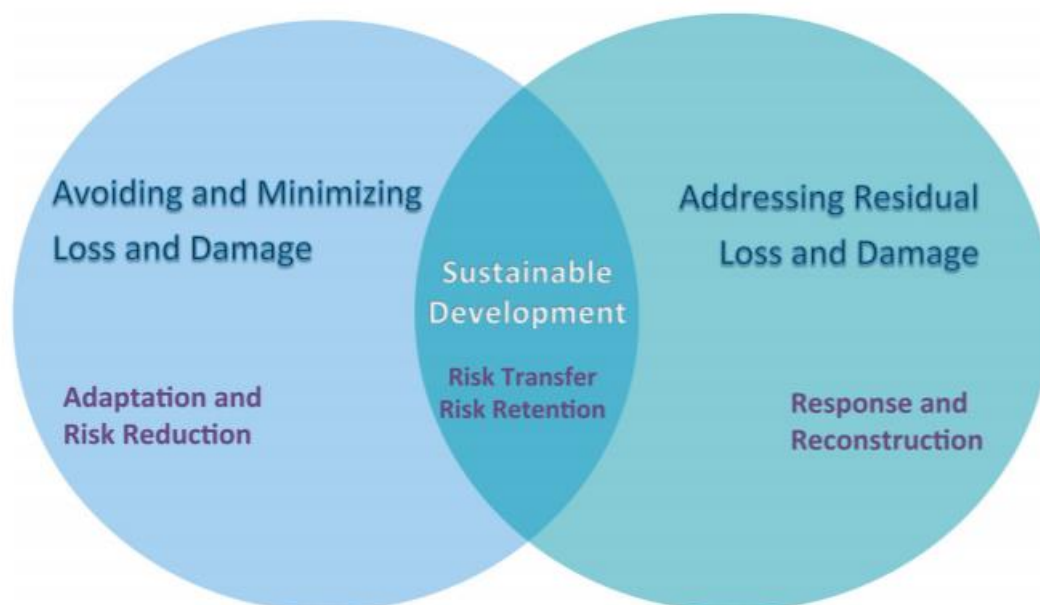 Avoiding and Minimizing
Loss and Damage
Adaptation and
Risk Reduction
Sustainable
Development
Risk Transfer
Risk Retention
Addressing Residual
Loss and Damage
Response and
Reconstruction